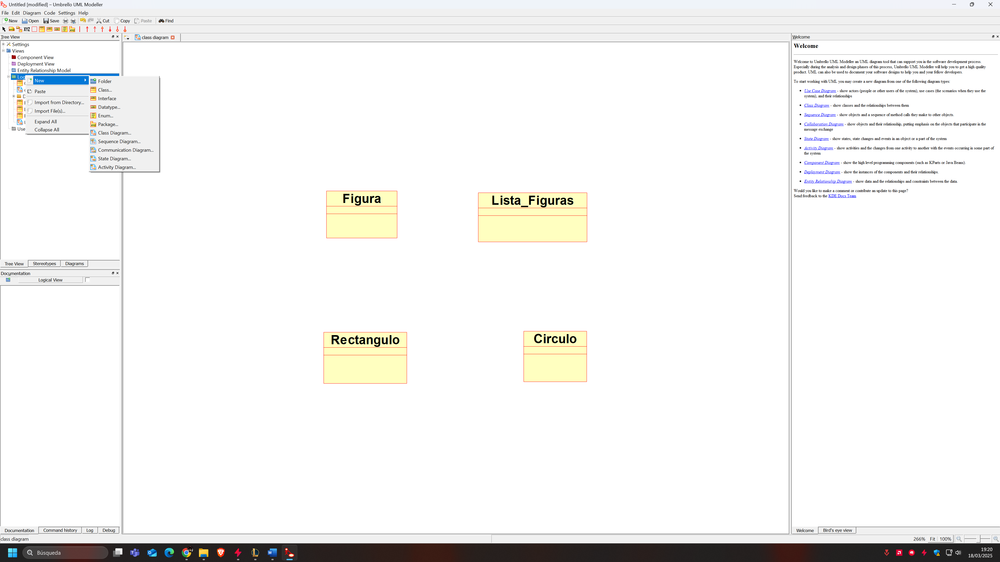 Untitled [modified] – Umbrello UML Modeller
File Edit Diagram Code Settings Help
New Open Save Cut Copy Paste Find
XYZ
Tree View
class diagram
Welcome
Settings
Views
Component View
Deployment View
Entity Relationship Model
Log
Use
New
Paste
Import from Directory...
Import File(s)...
Expand All
Collapse All
Folder
Class...
Interface
Datatype...
Enum...
Package...
Class Diagram...
Sequence Diagram...
Communication Diagram...
State Diagram...
Activity Diagram...
Figura
Lista_Figuras
Rectangulo
Circulo
Welcome
Welcome to Umbrello UML Modeller an UML diagram tool that can support you in the software development process.
Especially during the analysis and design phases of this process, Umbrello UML Modeller will help you to get a high quality
product. UML can also be used to document your software designs to help you and your fellow developers.
To start working with UML you may create a new diagram from one of the following diagram types:
• Use Case Diagram - show actors (people or other users of the system), use cases (the scenarios when they use the
system), and their relationships
• Class Diagram - show classes and the relationships between them
• Sequence Diagram - show objects and a sequence of method calls they make to other objects.
• Collaboration Diagram - show objects and their relationship, putting emphasis on the objects that participate in the
message exchange
• State Diagram - show states, state changes and events in an object or a part of the system
• Activity Diagram - show activities and the changes from one activity to another with the events occurring in some part of
the system
• Component Diagram - show the high level programming components (such as KParts or Java Beans).
• Deployment Diagram - show the instances of the components and their relationships.
• Entity Relationship Diagram - show data and the relationships and constraints between the data.
Would you like to make a comment or contribute an update to this page?
Send feedback to the KDE Docs Team
Tree View Stereotypes Diagrams
Documentation
Logical View
Documentation Command history Log Debug
Welcome Bird's eye view
class diagram
266% Fit 100%
Búsqueda
19:20
18/03/2025